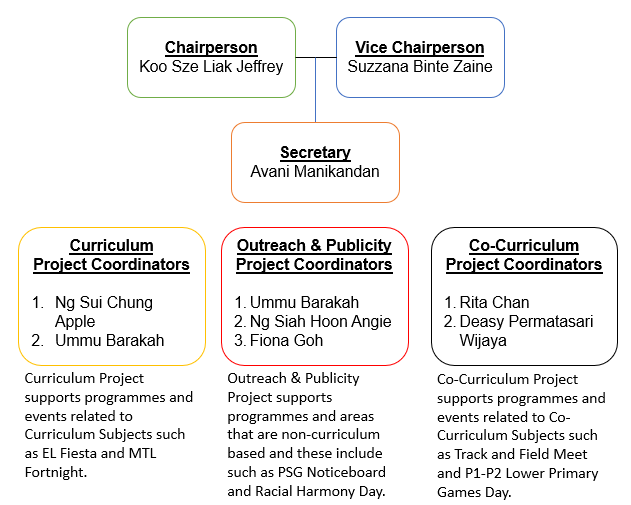 Chairperson
Koo Sze Liak Jeffrey
Vice Chairperson
Suzzana Binte Zaine
Secretary
Avani Manikandan
Curriculum
Project Coordinators
1. Ng Sui Chung
Apple
2. Ummu Barakah
Curriculum Project
supports programmes and
events related to
Curriculum Subjects such
as EL Fiesta and MTL
Fortnight.
Outreach & Publicity
Project Coordinators
1. Ummu Barakah
2. Ng Siah Hoon Angie
3. Fiona Goh
Outreach & Publicity
Project supports
programmes and areas
that are non-curriculum
based and these include
such as PSG Noticeboard
and Racial Harmony Day.
Co-Curriculum
Project Coordinators
1. Rita Chan
2. Deasy Permatasari
Wijaya
Co-Curriculum Project
supports programmes and
events related to Co-
Curriculum Subjects such
as Track and Field Meet
and P1-P2 Lower Primary
Games Day.